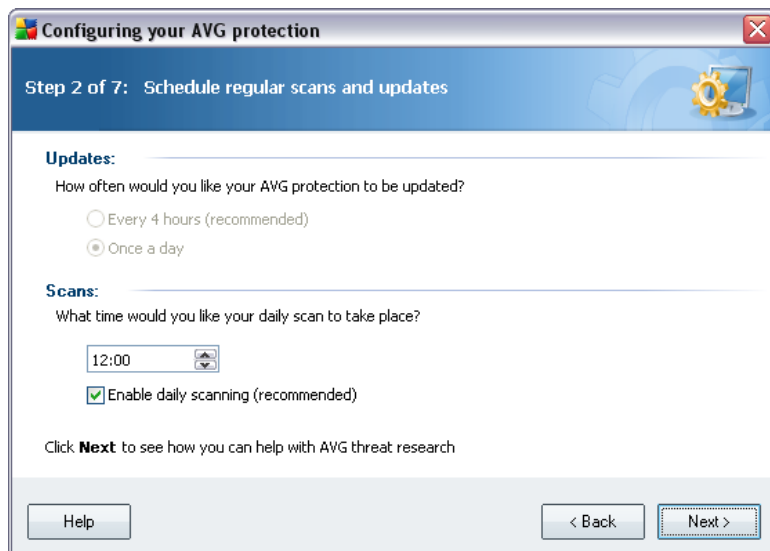 Configuring your AVG protection
Step 2 of 7: Schedule regular scans and updates
Updates:
How often would you like your AVG protection to be updated?
Every 4 hours (recommended)
Once a day
Scans:
What time would you like your daily scan to take place?
12:00
Enable daily scanning (recommended)
Click Next to see how you can help with AVG threat research
Help
< Back
Next >